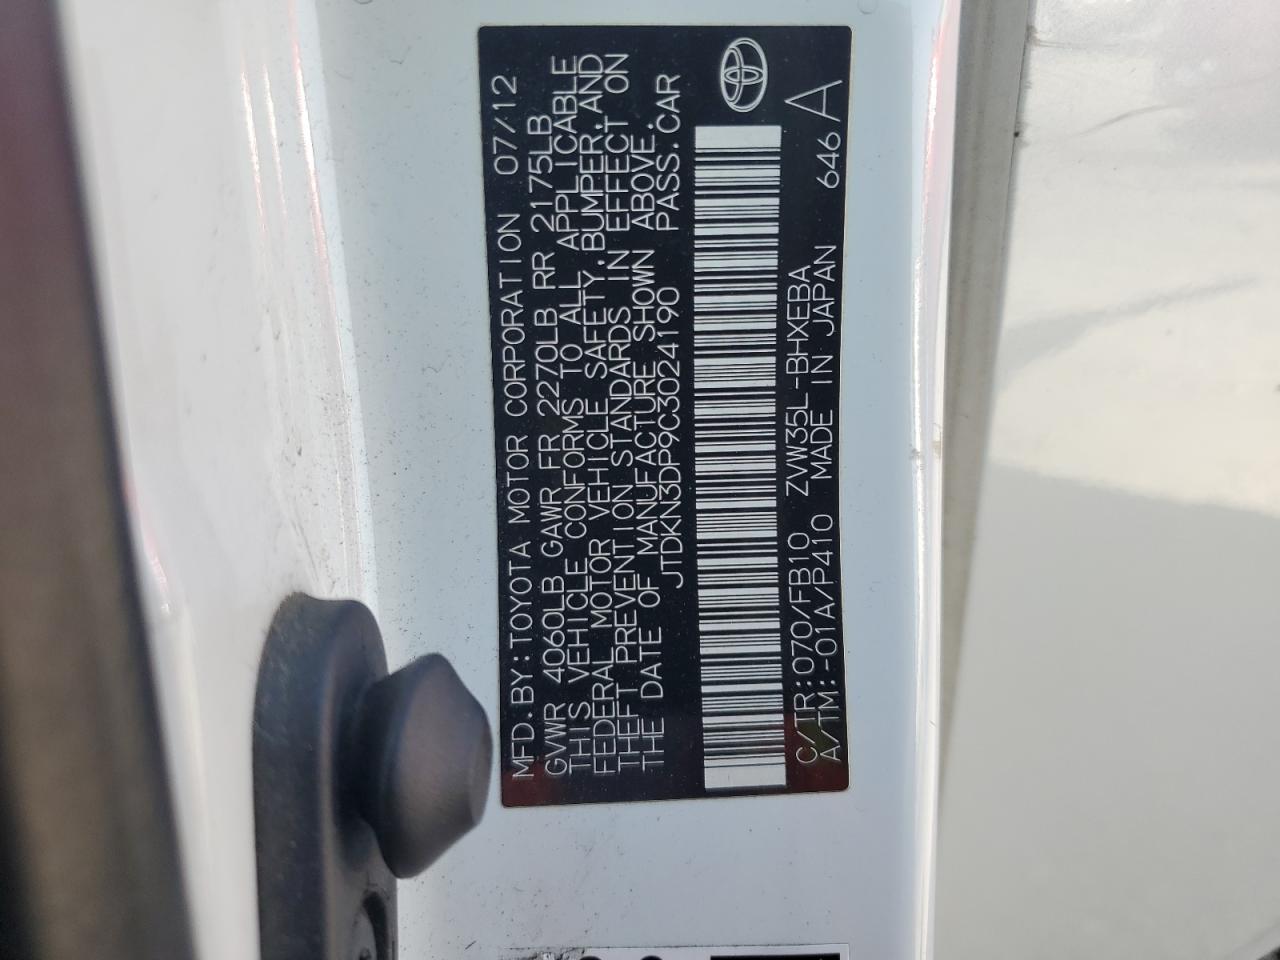 MFD.BY:TOYOTA MOTOR CORPORATION 07/12
GVWR 4060LB GAWR FR 2270LB RR 2175LB
THIS VEHICLE CONFORMS TO ALL APPLICABLE
FEDERAL MOTOR VEHICLE SAFETY,BUMPER,AND
THEFT PREVENTION STANDARDS IN EFFECT ON
THE DATE OF MANUFACTURE SHOWN ABOVE.
JTDKN3DP9C3024190 PASS.CAR
C/TR:070/FB10 ZVW35L-BHXEBA
A/TM:-01A/P410 MADE IN JAPAN 646 A